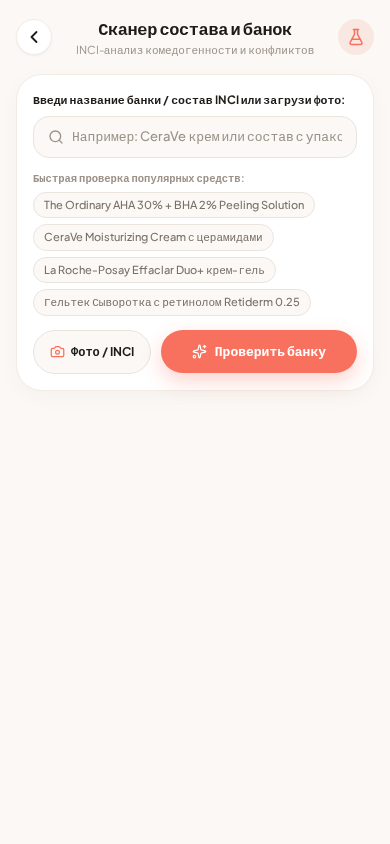 Сканер состава и банок
INCI-анализ комедогенности и конфликтов
Введи название банки / состав INCI или загрузи фото:
Например: CeraVe крем или состав с упако
Быстрая проверка популярных средств:
The Ordinary AHA 30% + BHA 2% Peeling Solution
CeraVe Moisturizing Cream с церамидами
La Roche-Posay Effaclar Duo+ крем-гель
Гельтек Сыворотка с ретинолом Retiderm 0.25
Фото / INCI
Проверить банку